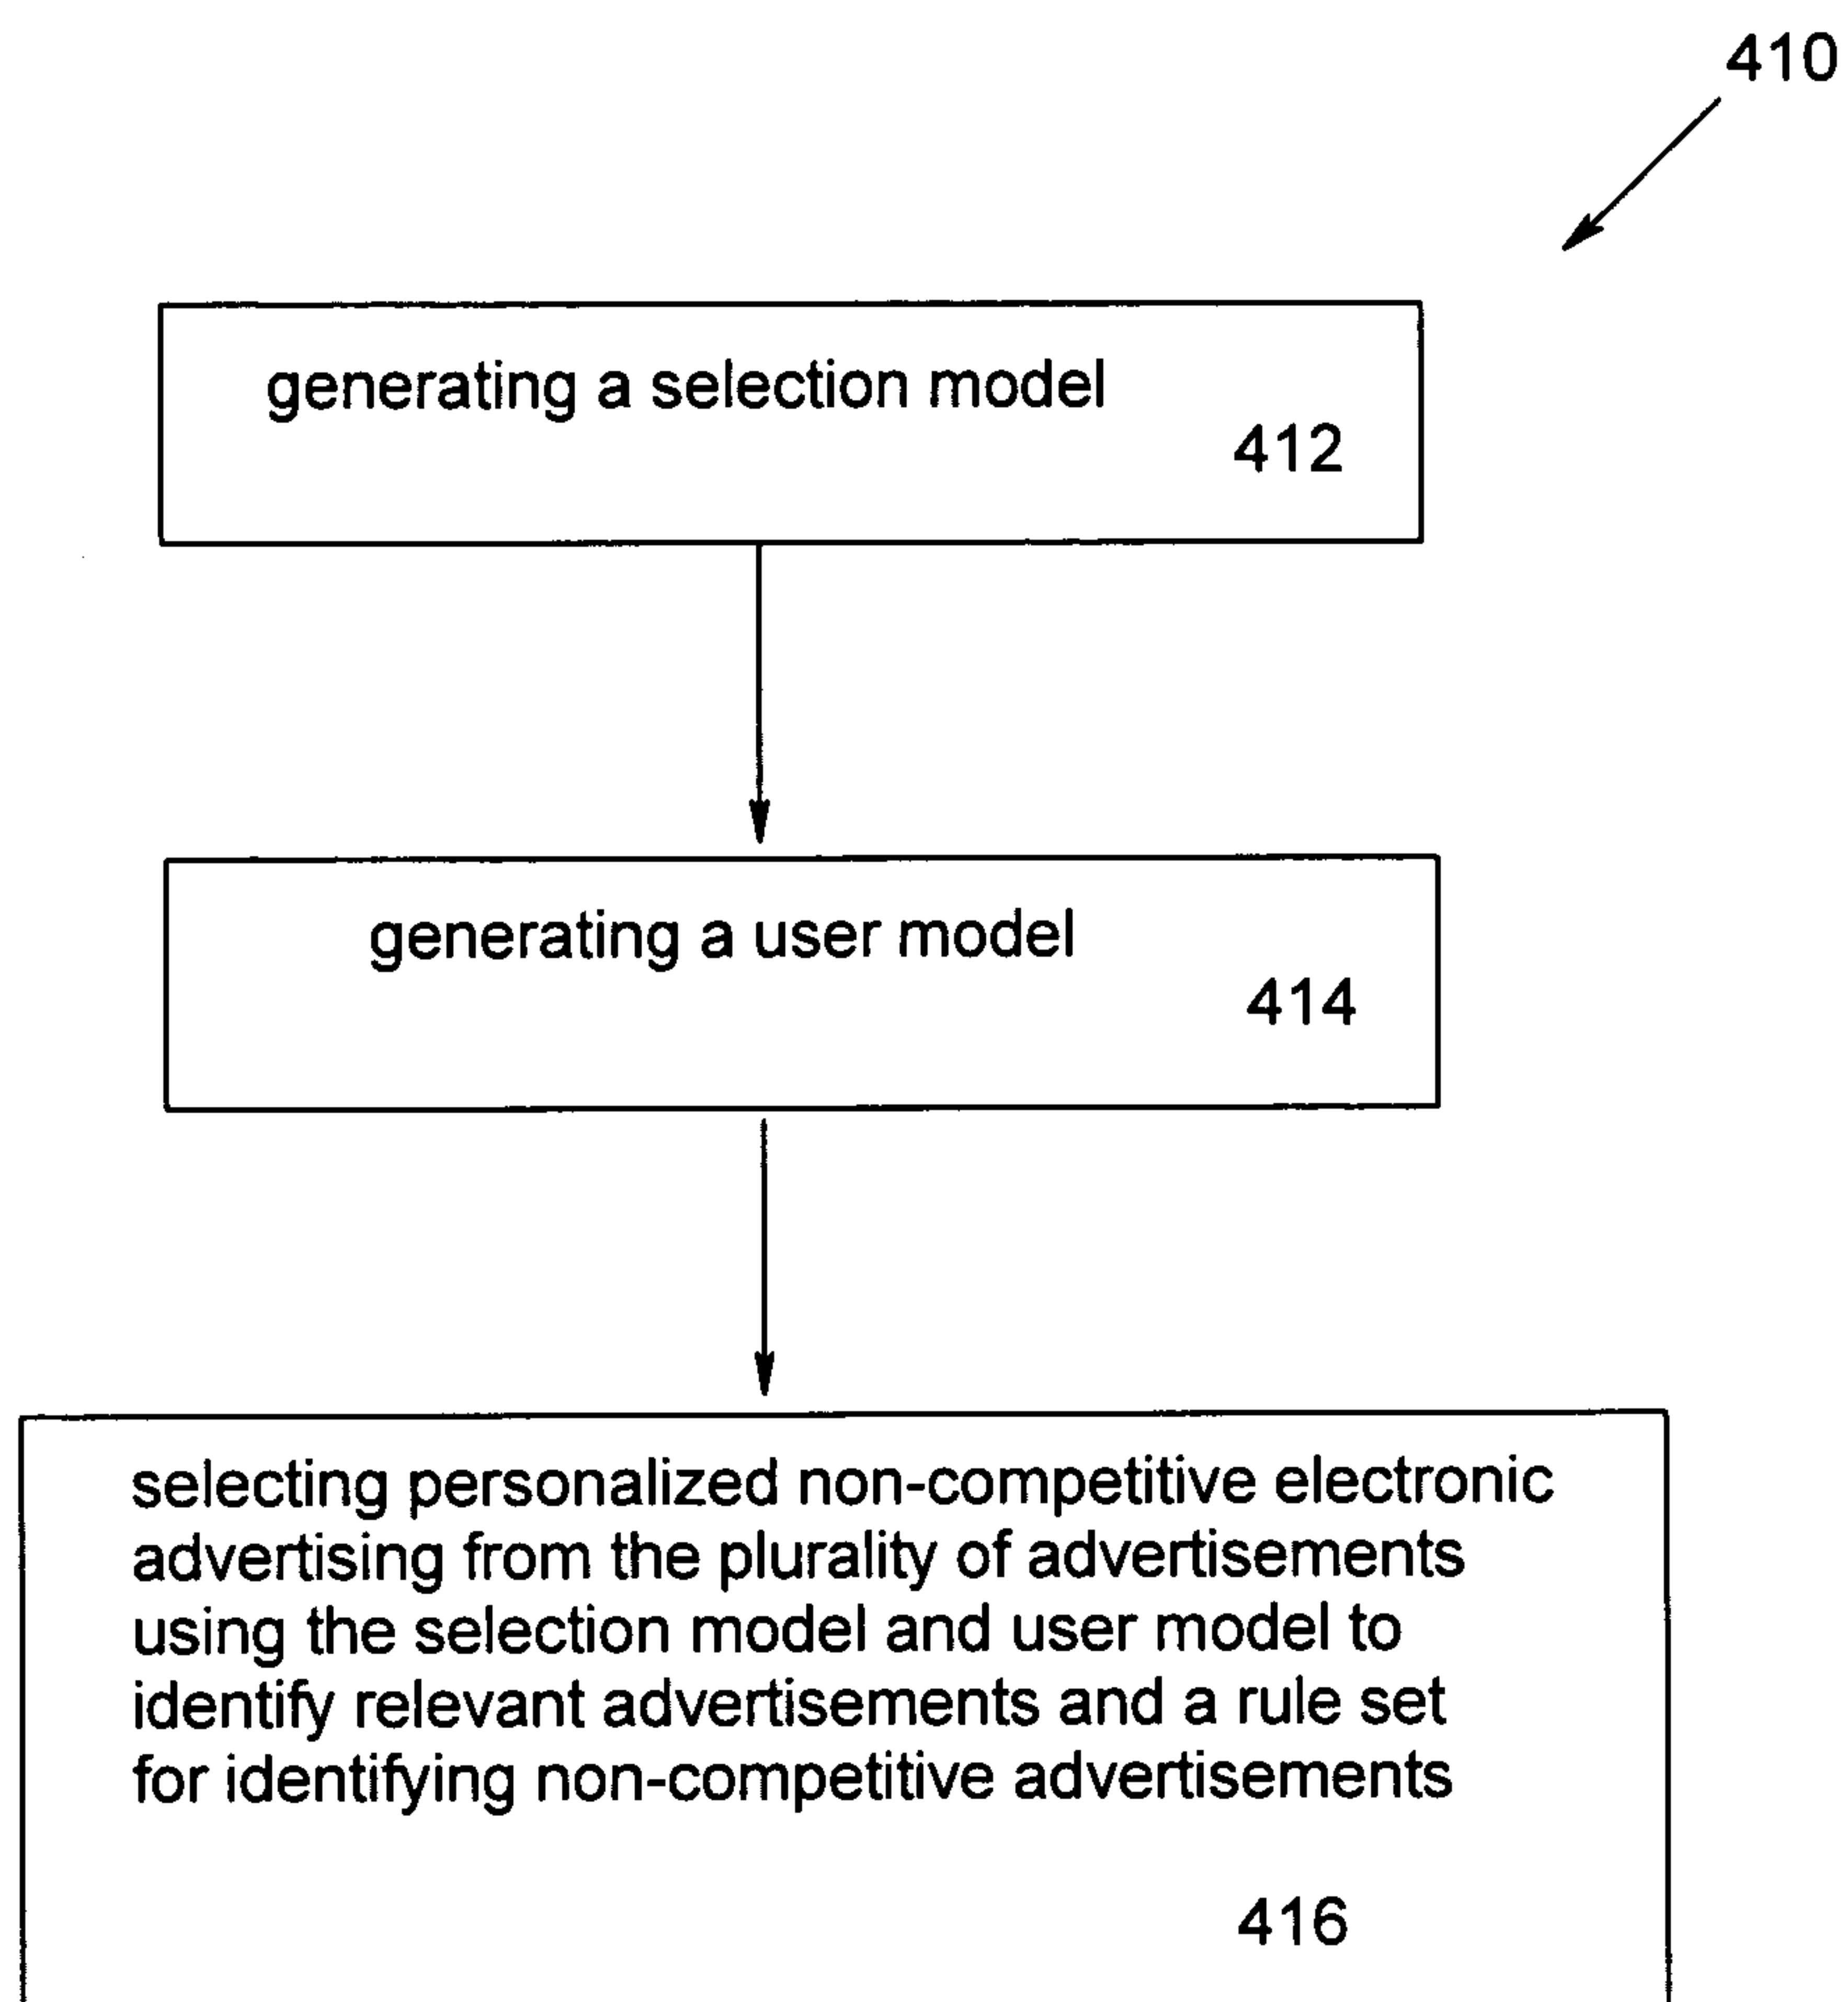 410
generating a selection model
412
generating a user model
414
selecting personalized non-competitive electronic
advertising from the plurality of advertisements
using the selection model and user model to
identify relevant advertisements and a rule set
for identifying non-competitive advertisements
416